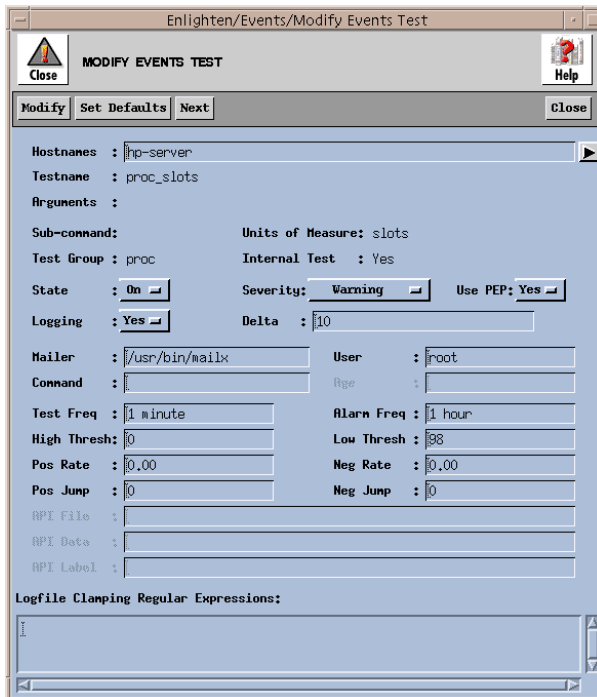 Enlighten/Events/Modify Events Test
Close
MODIFY EVENTS TEST
Help
Modify Set Defaults Next Close
Hostnames : hp-server
Testname : proc_slots
Arguments :
Sub-command: Units of Measure: slots
Test Group : proc Internal Test : Yes
State : On Severity: Warning Use PEP: Yes
Logging : Yes Delta : 10
Mailer : /usr/bin/mailx User : root
Command : Age :
Test Freq : 1 minute Alarm Freq : 1 hour
High Thresh: 0 Low Thresh : 98
Pos Rate : 0.00 Neg Rate : 0.00
Pos Jump : 0 Neg Jump : 0
API File :
API Data :
API Label :
Logfile Clamping Regular Expressions: